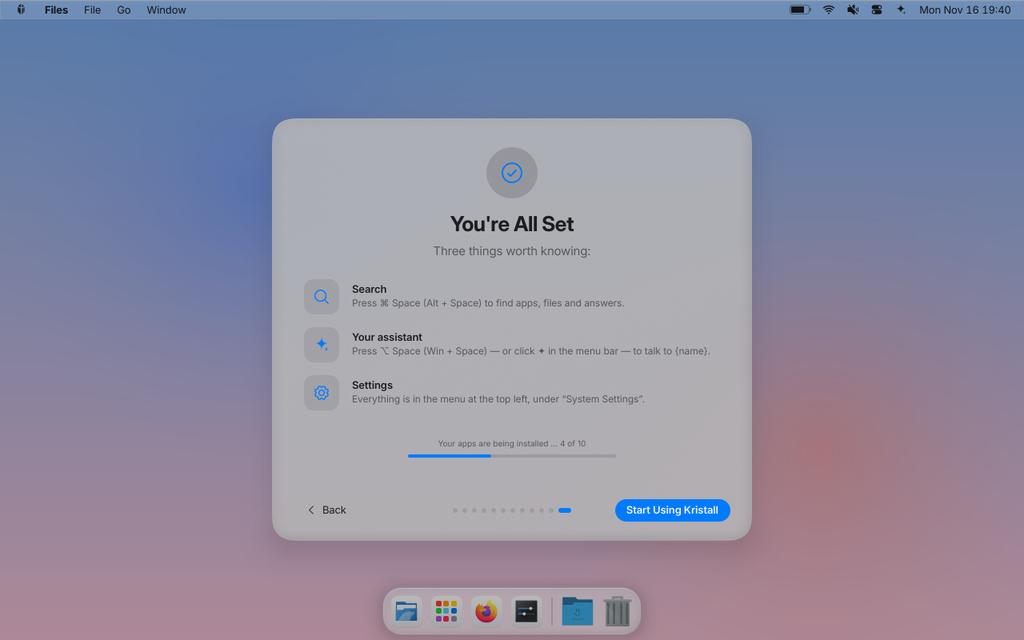 Files File Go Window Mon Nov 16 19:40
You're All Set
Three things worth knowing:
Search
Press ⌘ Space (Alt + Space) to find apps, files and answers.
Your assistant
Press ⌥ Space (Win + Space) — or click ✦ in the menu bar — to talk to {name}.
Settings
Everything is in the menu at the top left, under “System Settings”.
Your apps are being installed ... 4 of 10
Back
Start Using Kristall